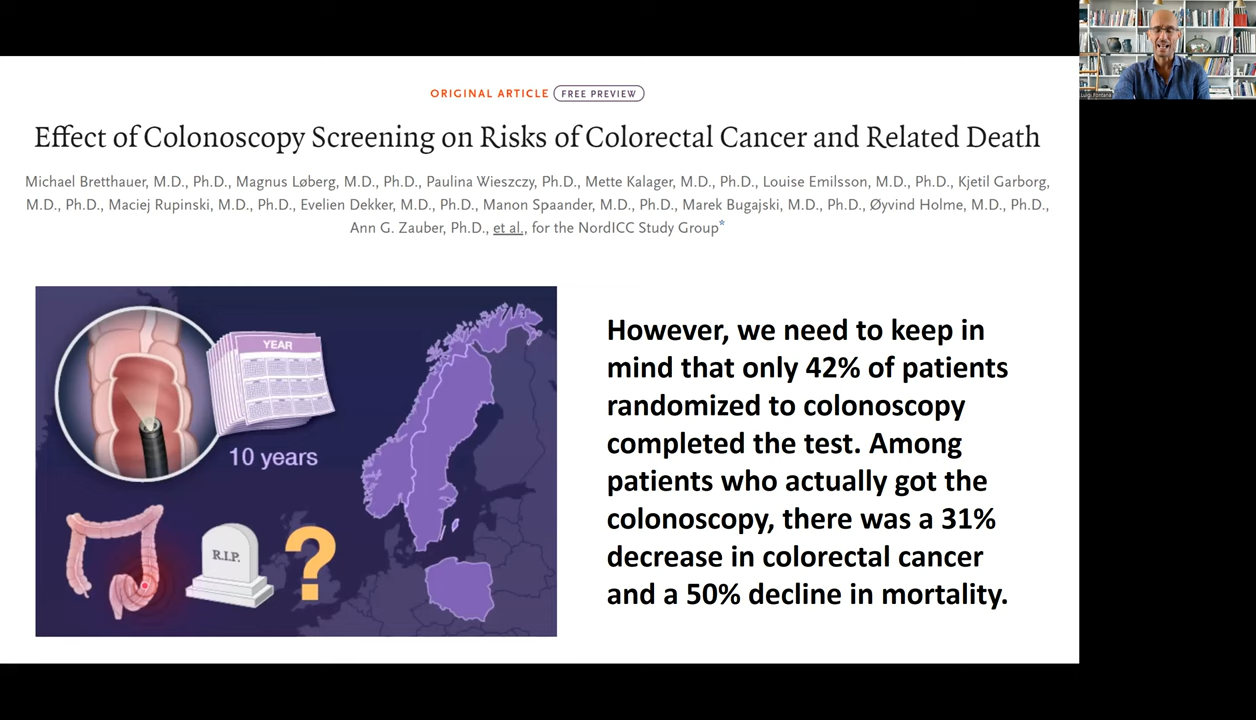 ORIGINAL ARTICLE FREE PREVIEW
Effect of Colonoscopy Screening on Risks of Colorectal Cancer and Related Death
Michael Bretthauer, M.D., Ph.D., Magnus Løberg, M.D., Ph.D., Paulina Wieszczy, Ph.D., Mette Kalager, M.D., Ph.D., Louise Emilsson, M.D., Ph.D., Kjetil Garborg,
M.D., Ph.D., Maciej Rupinski, M.D., Ph.D., Evelien Dekker, M.D., Ph.D., Manon Spaander, M.D., Ph.D., Marek Bugajski, M.D., Ph.D., Øyvind Holme, M.D., Ph.D.,
Ann G. Zauber, Ph.D., et al., for the NordICC Study Group*
YEAR
10 years
R.I.P.
?
However, we need to keep in
mind that only 42% of patients
randomized to colonoscopy
completed the test. Among
patients who actually got the
colonoscopy, there was a 31%
decrease in colorectal cancer
and a 50% decline in mortality.
Luigi Fontana